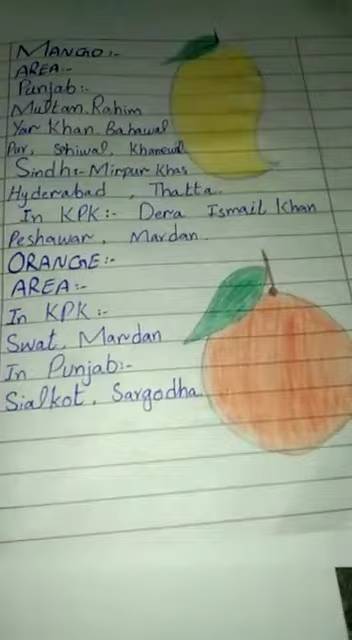 MANGO:-
AREA:-
Punjab:-
Multan, Rahim
Yar Khan, Bahawal
Pur, Sahiwal, Khanewal
Sindh:- Mirpur Khas
Hyderabad, Thatta.
In KPK:- Dera Ismail Khan
Peshawar, Mardan.
ORANGE:-
AREA:-
In KPK:-
Swat, Mardan
In Punjab:-
Sialkot, Sargodha.